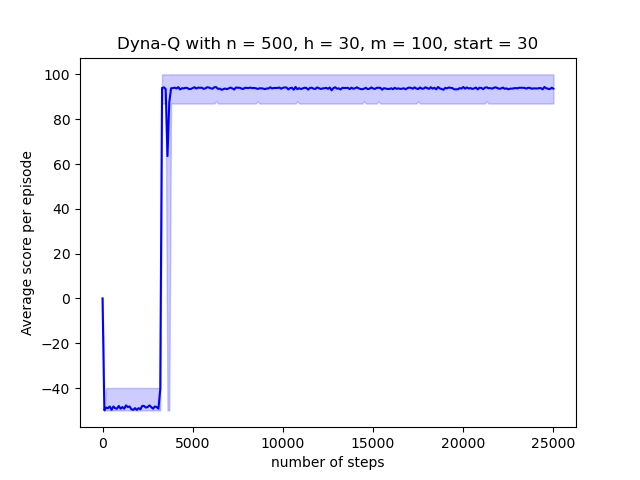 Dyna-Q with n = 500, h = 30, m = 100, start = 30
100
80
60
40
20
0
−20
−40
Average score per episode
0 5000 10000 15000 20000 25000
number of steps